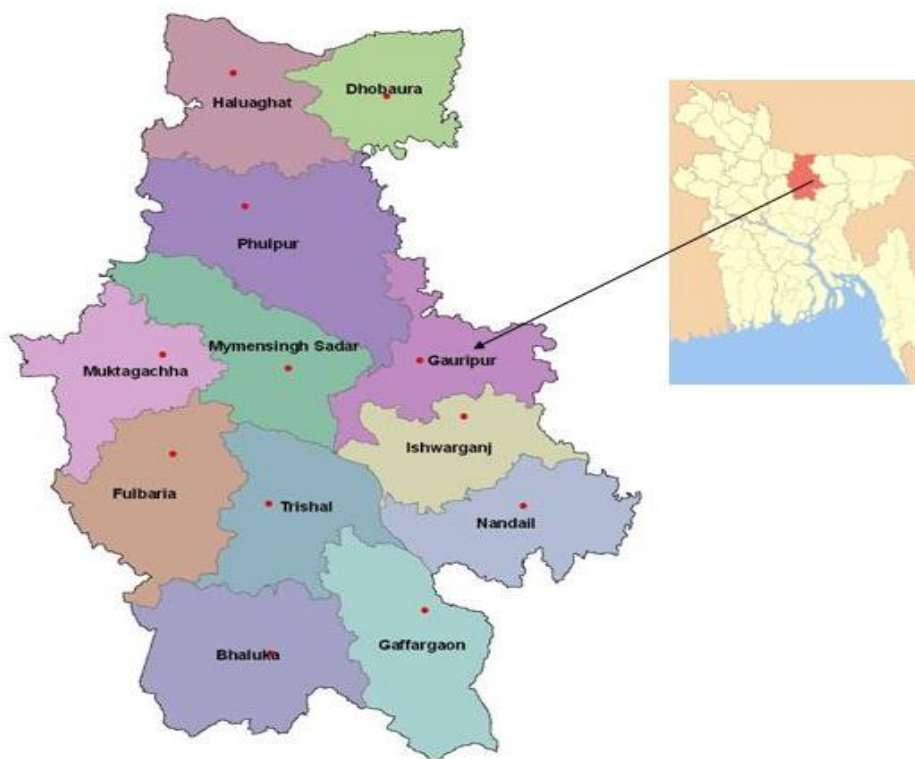 Haluaghat
Dhobaura
Phulpur
Mymensingh Sadar
Gauripur
Muktagachha
Ishwarganj
Fulbaria
Trishal
Nandail
Gaffargaon
Bhaluka